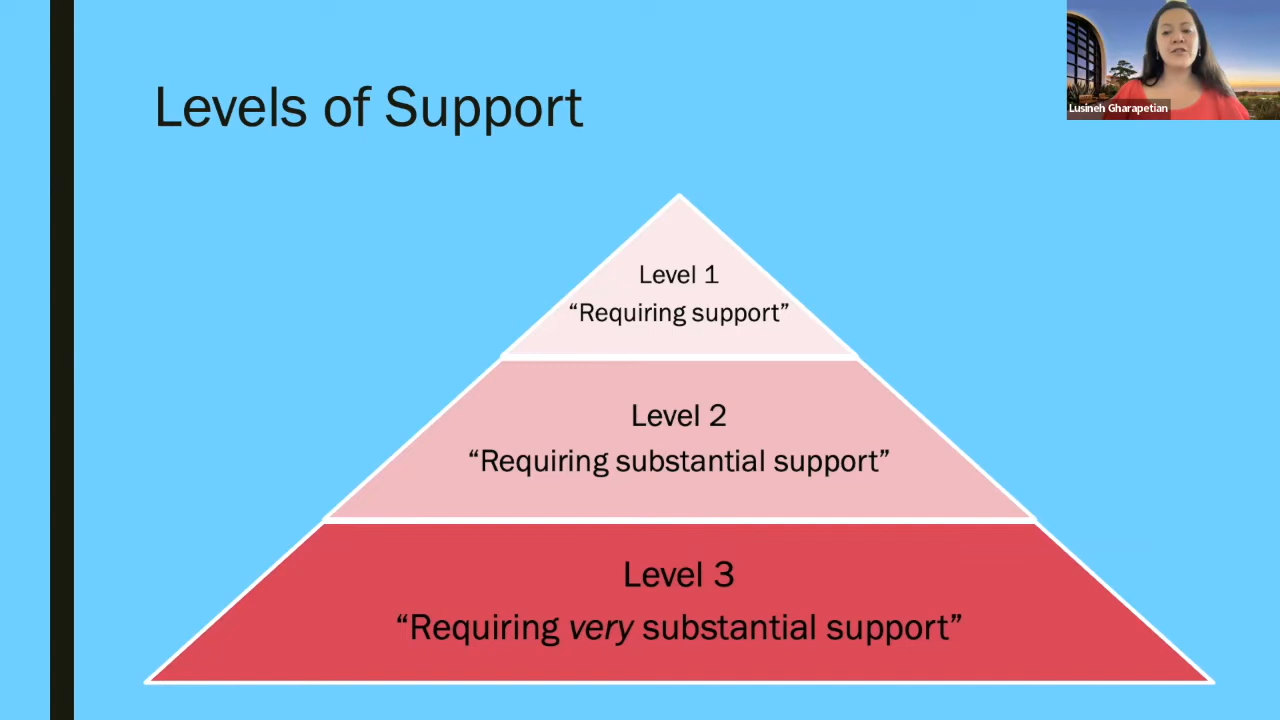 Levels of Support
Lusineh Gharapetian
Level 1
“Requiring support”
Level 2
“Requiring substantial support”
Level 3
“Requiring very substantial support”